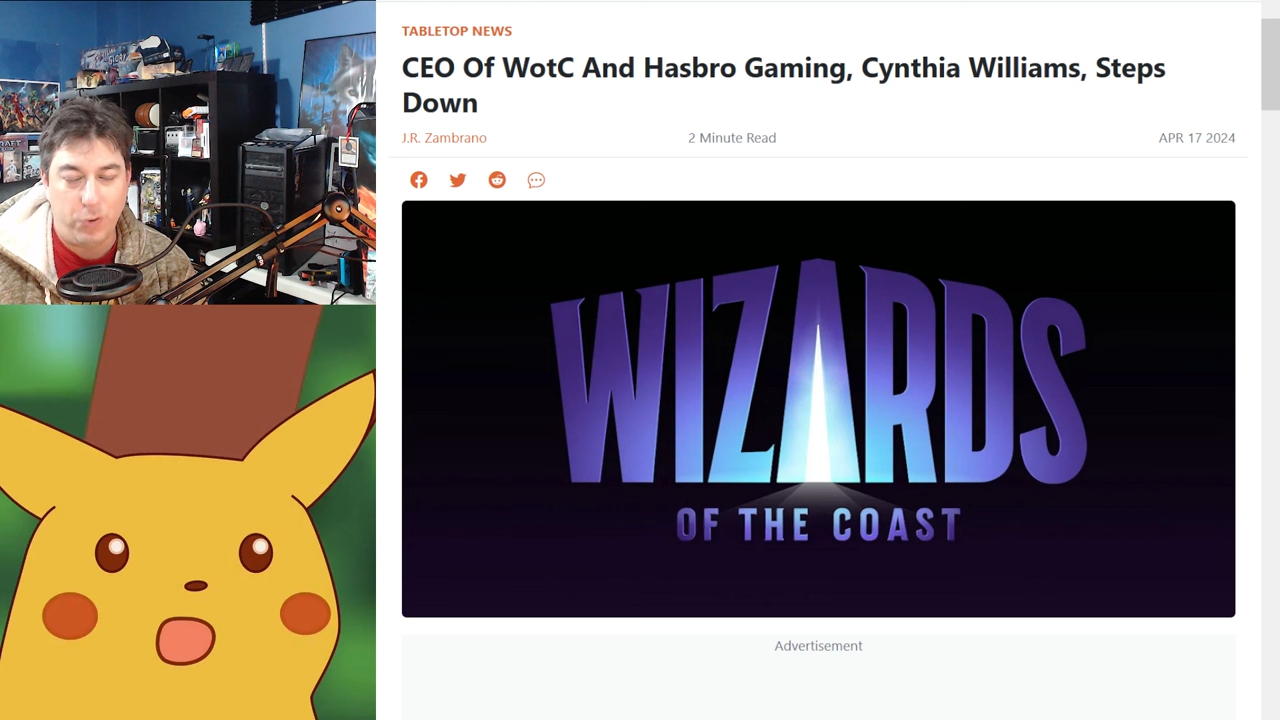 TABLETOP NEWS
CEO Of WotC And Hasbro Gaming, Cynthia Williams, Steps
Down
J.R. Zambrano
2 Minute Read
APR 17 2024
WIZARDS
OF THE COAST
Advertisement